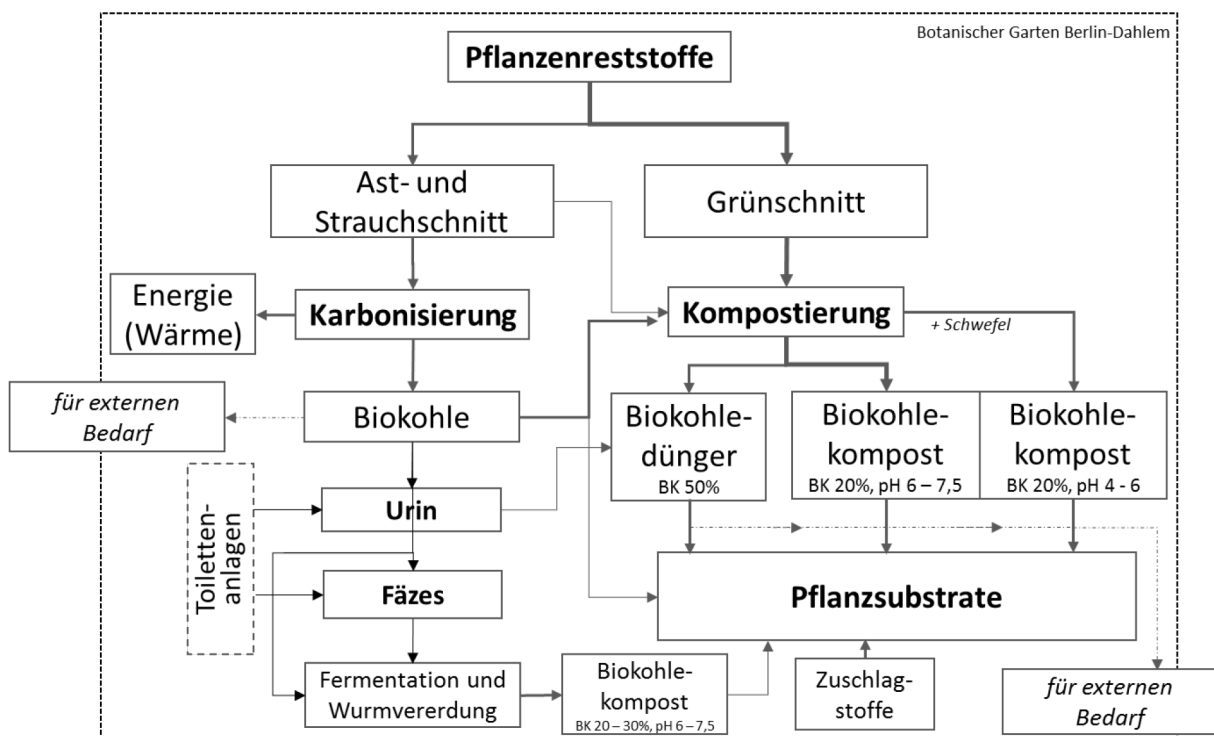 Botanischer Garten Berlin-Dahlem
Pflanzenreststoffe
Ast- und
Strauchschnitt
Grünschnitt
Energie
(Wärme)
Karbonisierung
Kompostierung
+ Schwefel
für externen
Bedarf
Biokohle
Biokohle-
dünger
BK 50%
Biokohle-
kompost
BK 20%, pH 6 – 7,5
Biokohle-
kompost
BK 20%, pH 4 - 6
Toiletten-
anlagen
Urin
Fäzes
Pflanzsubstrate
Fermentation und
Wurmvererdung
Biokohle-
kompost
BK 20 – 30%, pH 6 – 7,5
Zuschlag-
stoffe
für externen
Bedarf